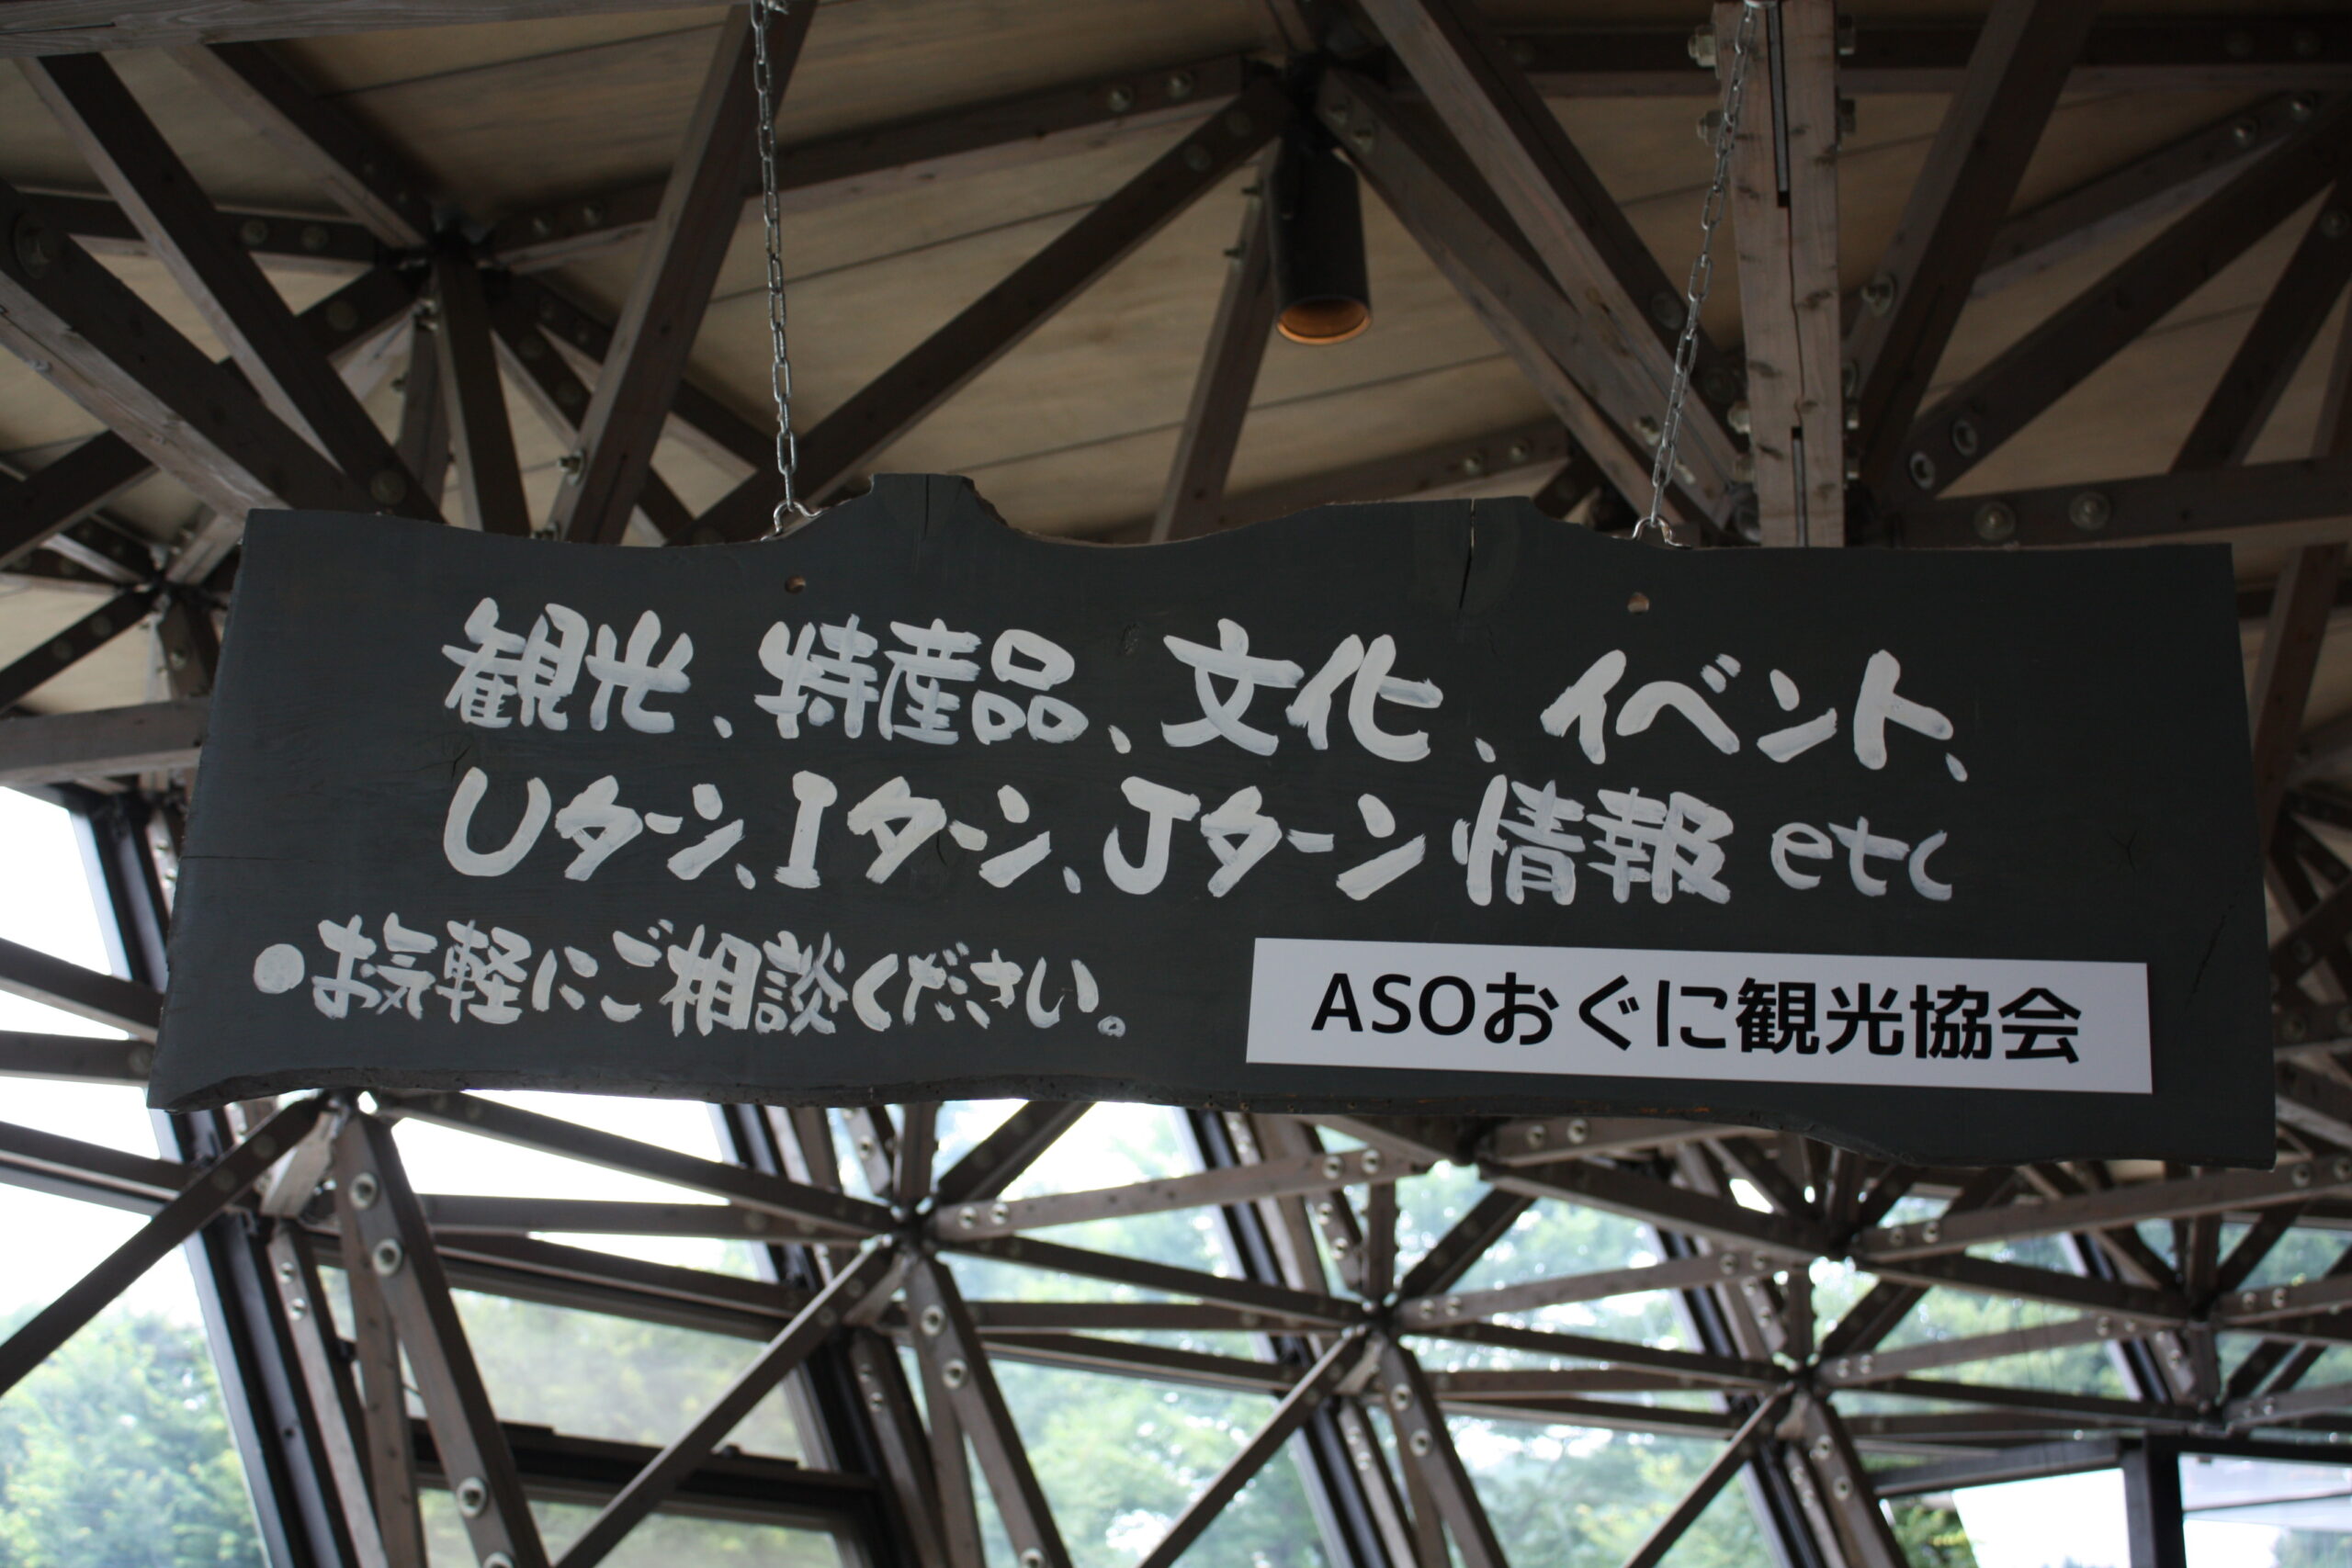 観光、特産品、文化、イベント、
Uターン、Iターン、Jターン情報 etc
●お気軽にご相談ください。
ASOおぐに観光協会